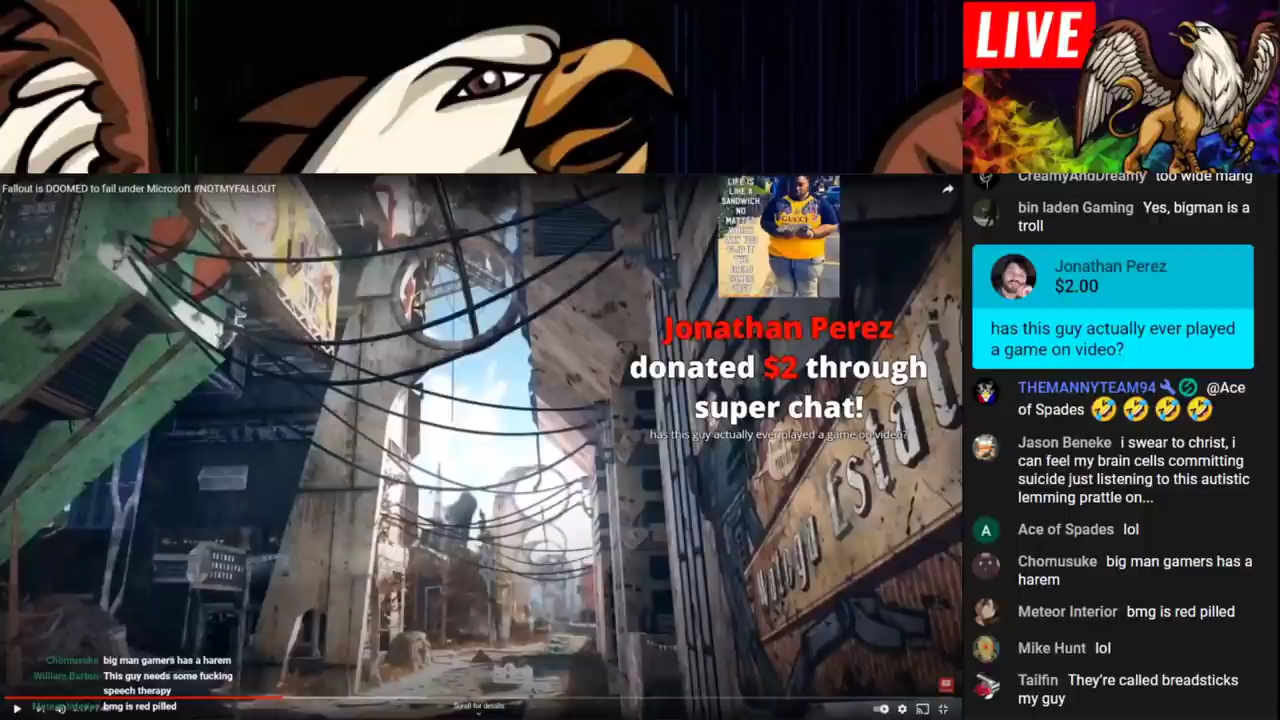 LIVE
Fallout is DOOMED to fail under Microsoft #NOTMYFALLOUT
LIFE IS
LIKE A
SANDWICH
NO
GUCCI
Jonathan Perez
donated $2 through
super chat!
has this guy actually ever played a game on video?
Chomusuke big man gamers has a harem
William Barton This guy needs some fucking
speech therapy
Meteor Interior bmg is red pilled
Scroll for details
CreamyAndDreamy too wide mang
bin laden Gaming Yes, bigman is a
troll
Jonathan Perez
$2.00
has this guy actually ever played
a game on video?
THEMANNYTEAM94 @Ace
of Spades 🤣 🤣 🤣 🤣
Jason Beneke i swear to christ, i
can feel my brain cells committing
suicide just listening to this autistic
lemming prattle on...
A Ace of Spades lol
Chomusuke big man gamers has a
harem
Meteor Interior bmg is red pilled
Mike Hunt lol
Tailfin They're called breadsticks
my guy